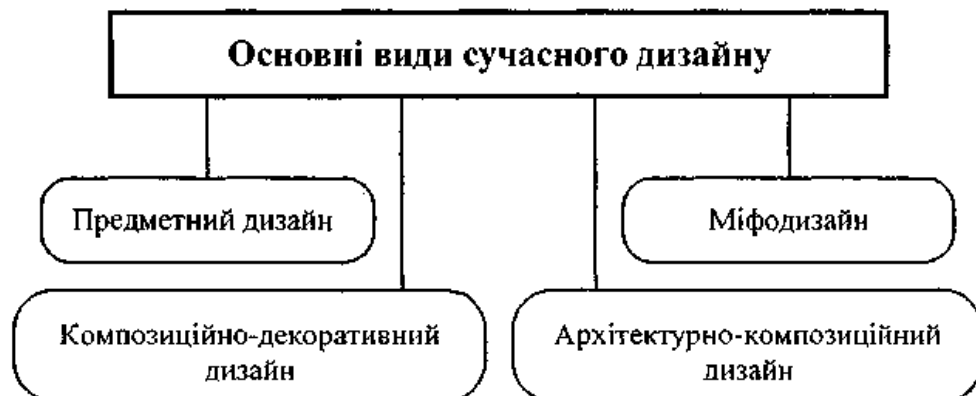 Основні види сучасного дизайну
Предметний дизайн
Міфодизайн
Композиційно-декоративний
дизайн
Архітектурно-композиційний
дизайн